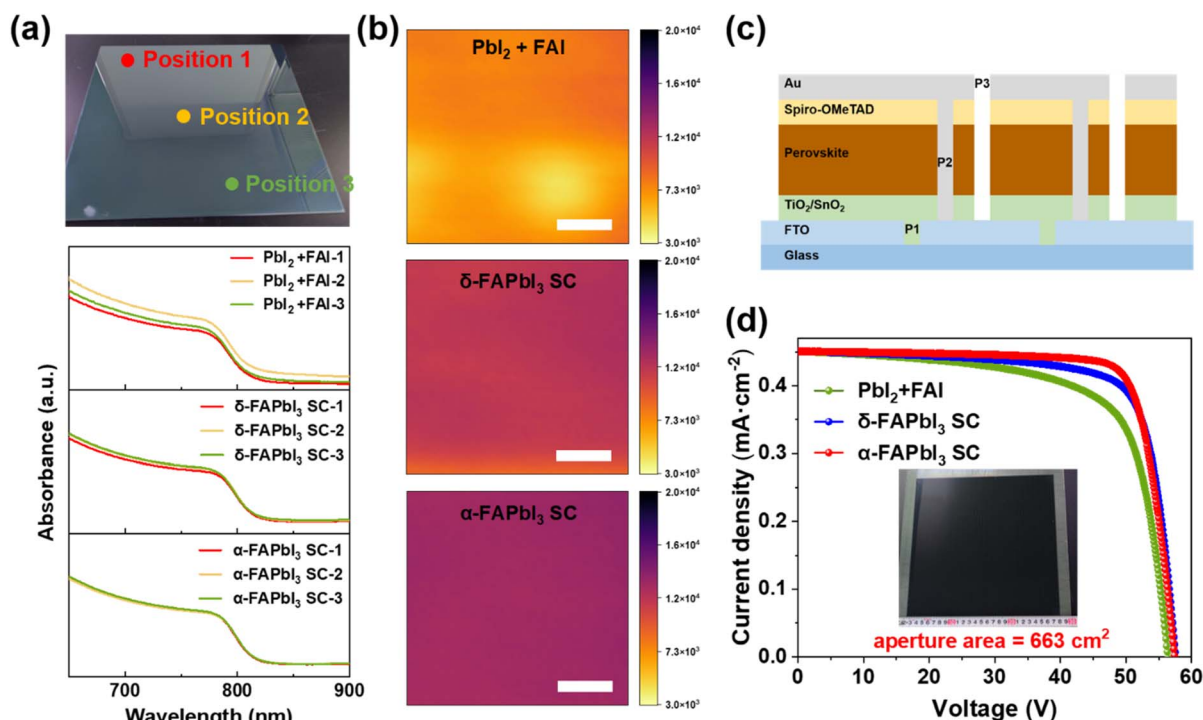 (a)
Position 1
Position 2
Position 3
PbI₂ +FAI-1
PbI₂ +FAI-2
PbI₂ +FAI-3
δ-FAPbI₃ SC-1
δ-FAPbI₃ SC-2
δ-FAPbI₃ SC-3
α-FAPbI₃ SC-1
α-FAPbI₃ SC-2
α-FAPbI₃ SC-3
Absorbance (a.u.)
700
800
900
Wavelength (nm)
(b)
PbI₂ + FAI
2.0×10⁴
1.6×10⁴
1.2×10⁴
7.3×10³
3.0×10³
δ-FAPbI₃ SC
2.0×10⁴
1.6×10⁴
1.2×10⁴
7.3×10³
3.0×10³
α-FAPbI₃ SC
2.0×10⁴
1.6×10⁴
1.2×10⁴
7.3×10³
3.0×10³
(c)
Au
P3
Spiro-OMeTAD
Perovskite
P2
TiO₂/SnO₂
FTO
P1
Glass
(d)
Current density (mA·cm⁻²)
0.4
0.3
0.2
0.1
0.0
PbI₂+FAI
δ-FAPbI₃ SC
α-FAPbI₃ SC
aperture area = 663 cm²
0
10
20
30
40
50
60
Voltage (V)